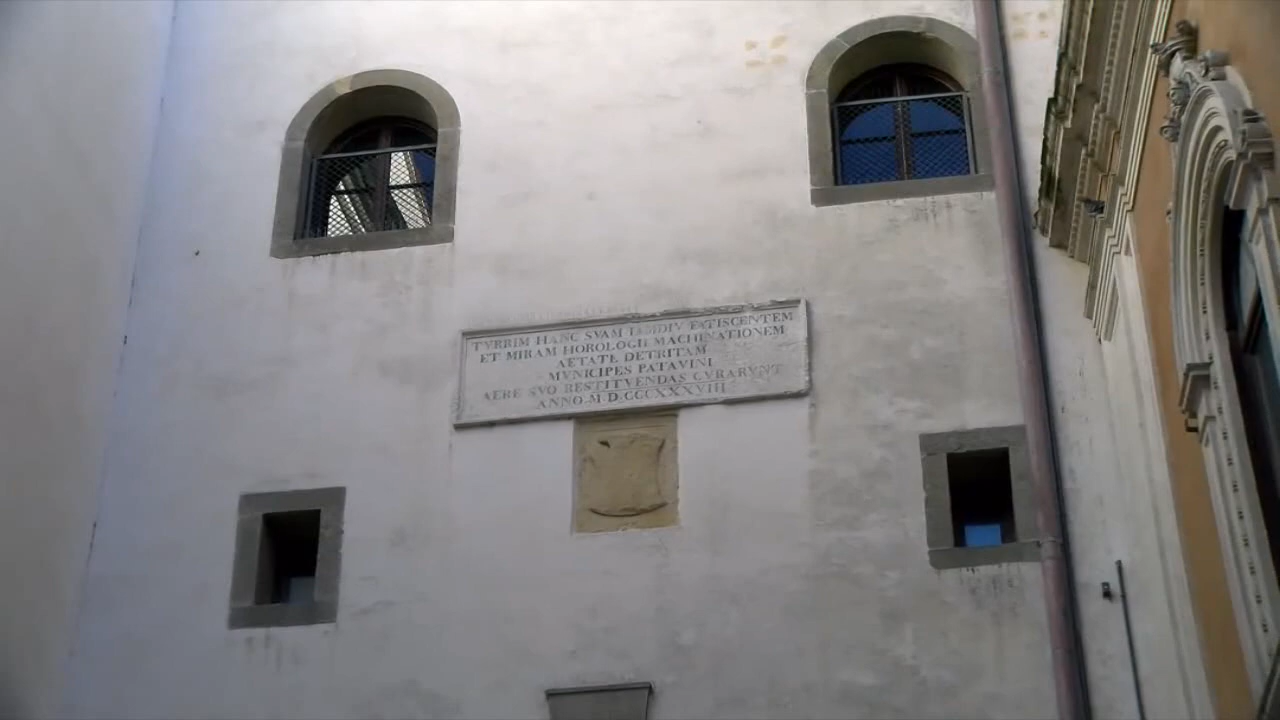 TVRRIM HANC SVAM IAMDIV FATISCENTEM
ET MIRAM HOROLOGII MACHINATIONEM
AETATE DETRITAM
MVNICIPES PATAVINI
AERE SVO RESTITVENDAS CVRARVNT
ANNO M D CCCXXXVIII